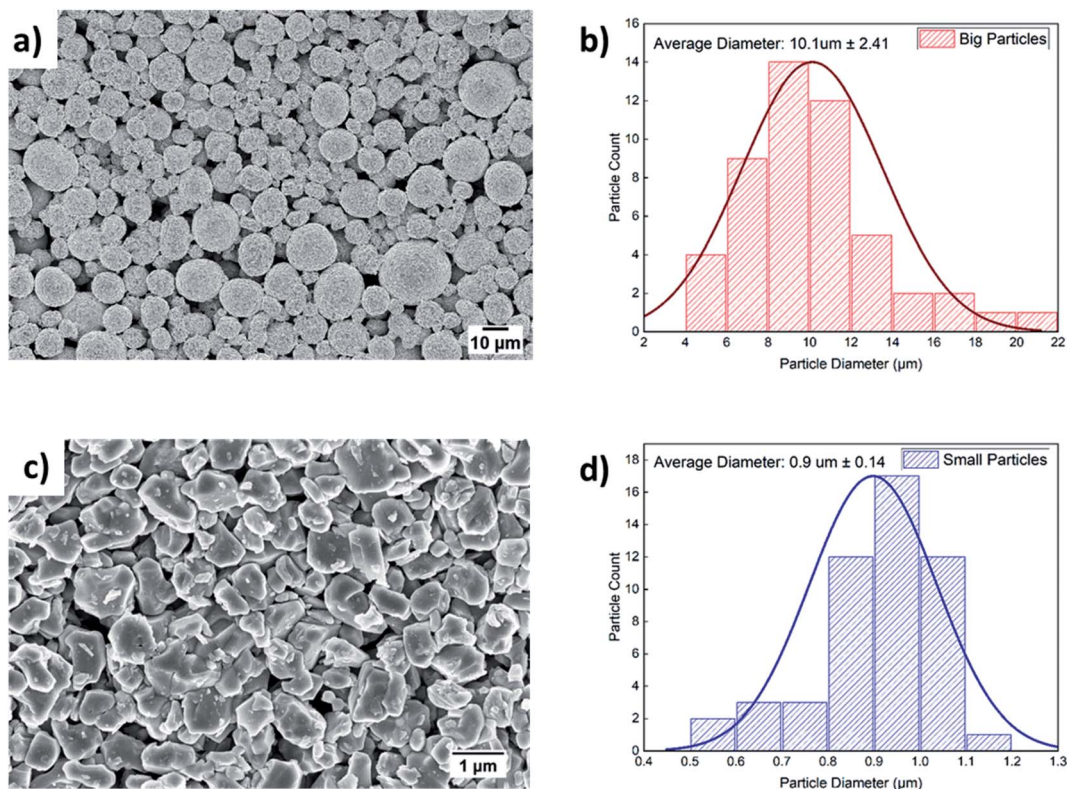 a)
10 µm
b)
Average Diameter: 10.1um ± 2.41
Big Particles
Particle Count
16
14
12
10
8
6
4
2
0
2 4 6 8 10 12 14 16 18 20 22
Particle Diameter (µm)
c)
1 µm
d)
Average Diameter: 0.9 um ± 0.14
Small Particles
Particle Count
18
16
14
12
10
8
6
4
2
0
0.4 0.5 0.6 0.7 0.8 0.9 1.0 1.1 1.2 1.3
Particle Diameter (µm)